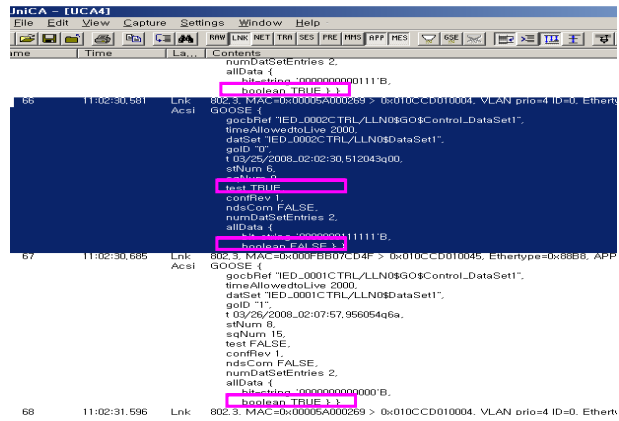 UniCA - [UCA4]
File Edit View Capture Settings Window Help
RAW LNK NET TRA SES PRE MMS APP MES GSE
ame Time La... Contents
numDatSetEntries 2,
allData {
bit-string '0000000000111'B,
boolean TRUE } }
66 11:02:30,581 Lnk 802,3, MAC=0x00005A000269 > 0x010CCD010004, VLAN prio=4 ID=0, Etherty
Acsi GOOSE {
gocbRef "IED_0002CTRL/LLN0$GO$Control_DataSet1",
timeAllowedtoLive 2000,
datSet "IED_0002CTRL/LLN0$DataSet1",
goID "0",
t 03/25/2008_02:02:30,512043q00,
stNum 6,
sqNum 0,
test TRUE
confRev 1,
ndsCom FALSE,
numDatSetEntries 2,
allData {
boolean FALSE } }
67 11:02:30,685 Lnk 802,3, MAC=0x000FBB07CD4F > 0x010CCD010045, Ethertype=0x88B8, APP
Acsi GOOSE {
gocbRef "IED_0001CTRL/LLN0$GO$Control_DataSet1",
timeAllowedtoLive 2000,
datSet "IED_0001CTRL/LLN0$DataSet1",
goID "1",
t 03/26/2008_02:07:57,956054q6a,
stNum 8,
sqNum 15,
test FALSE,
confRev 1,
ndsCom FALSE,
numDatSetEntries 2,
allData {
bit-string '0000000000000'B,
boolean TRUE } }
68 11:02:31,596 Lnk 802,3, MAC=0x00005A000269 > 0x010CCD010004, VLAN prio=4 ID=0, Etherty